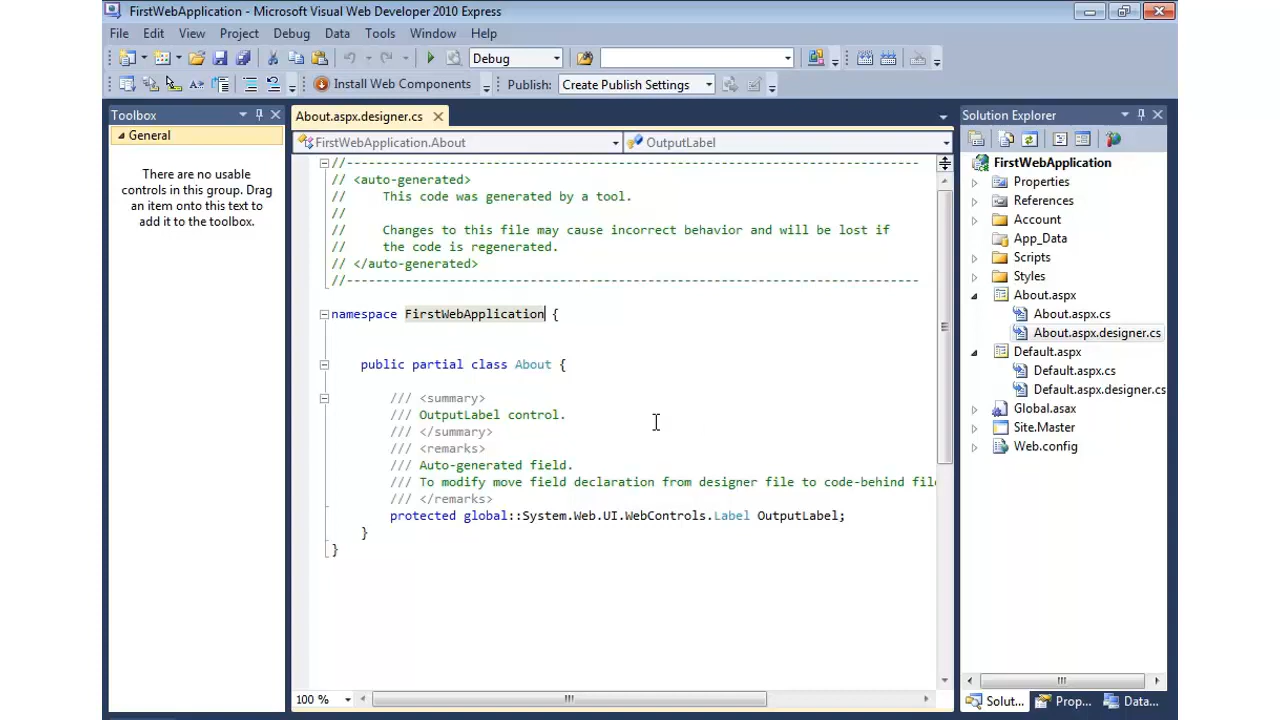 FirstWebApplication - Microsoft Visual Web Developer 2010 Express
File Edit View Project Debug Data Tools Window Help
Debug
Install Web Components Publish: Create Publish Settings
Toolbox
General
There are no usable
controls in this group. Drag
an item onto this text to
add it to the toolbox.
About.aspx.designer.cs
FirstWebApplication.About OutputLabel
//------------------------------------------------------------------------------
// <auto-generated>
//     This code was generated by a tool.
//
//     Changes to this file may cause incorrect behavior and will be lost if
//     the code is regenerated.
// </auto-generated>
//------------------------------------------------------------------------------
namespace FirstWebApplication {
public partial class About {
/// <summary>
/// OutputLabel control.
/// </summary>
/// <remarks>
/// Auto-generated field.
/// To modify move field declaration from designer file to code-behind file
/// </remarks>
protected global::System.Web.UI.WebControls.Label OutputLabel;
}
}
100 %
Solution Explorer
FirstWebApplication
Properties
References
Account
App_Data
Scripts
Styles
About.aspx
About.aspx.cs
About.aspx.designer.cs
Default.aspx
Default.aspx.cs
Default.aspx.designer.cs
Global.asax
Site.Master
Web.config
Solut... Prop... Data...